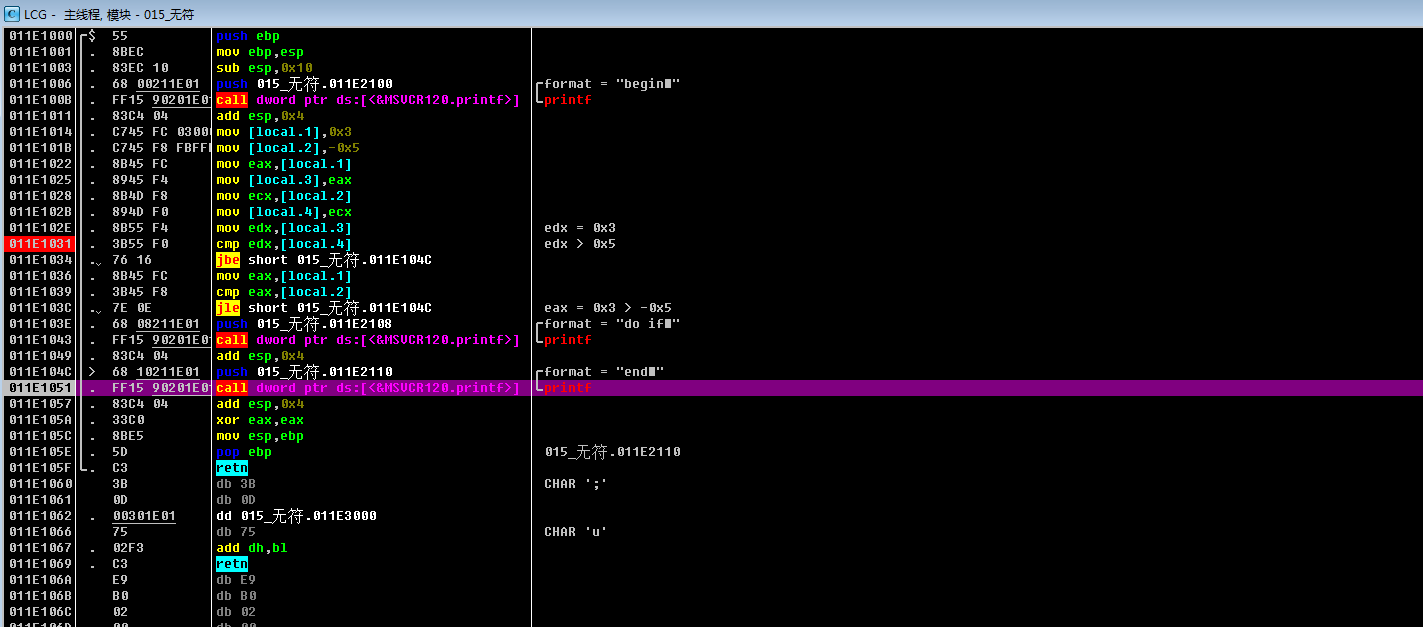 LCG - 主线程, 模块 - 015_无符
011E1000 $ 55 push ebp
011E1001 . 8BEC mov ebp,esp
011E1003 . 83EC 10 sub esp,0x10
011E1006 . 68 00211E01 push 015_无符.011E2100 format = "begin■"
011E100B . FF15 90201E0 call dword ptr ds:[<&MSVCR120.printf>] printf
011E1011 . 83C4 04 add esp,0x4
011E1014 . C745 FC 0300 mov [local.1],0x3
011E101B . C745 F8 FBFF mov [local.2],-0x5
011E1022 . 8B45 FC mov eax,[local.1]
011E1025 . 8945 F4 mov [local.3],eax
011E1028 . 8B4D F8 mov ecx,[local.2]
011E102B . 894D F0 mov [local.4],ecx
011E102E . 8B55 F4 mov edx,[local.3] edx = 0x3
011E1031 . 3B55 F0 cmp edx,[local.4] edx > 0x5
011E1034 . 76 16 jbe short 015_无符.011E104C
011E1036 . 8B45 FC mov eax,[local.1]
011E1039 . 3B45 F8 cmp eax,[local.2]
011E103C . 7E 0E jle short 015_无符.011E104C eax = 0x3 > -0x5
011E103E . 68 08211E01 push 015_无符.011E2108 format = "do if■"
011E1043 . FF15 90201E0 call dword ptr ds:[<&MSVCR120.printf>] printf
011E1049 . 83C4 04 add esp,0x4
011E104C > 68 10211E01 push 015_无符.011E2110 format = "end■"
011E1051 . FF15 90201E0 call dword ptr ds:[<&MSVCR120.printf>] printf
011E1057 . 83C4 04 add esp,0x4
011E105A . 33C0 xor eax,eax
011E105C . 8BE5 mov esp,ebp
011E105E . 5D pop ebp 015_无符.011E2110
011E105F . C3 retn
011E1060 3B db 3B CHAR ';'
011E1061 0D db 0D
011E1062 . 00301E01 dd 015_无符.011E3000
011E1066 75 db 75 CHAR 'u'
011E1067 . 02F3 add dh,bl
011E1069 . C3 retn
011E106A E9 db E9
011E106B B0 db B0
011E106C 02 db 02